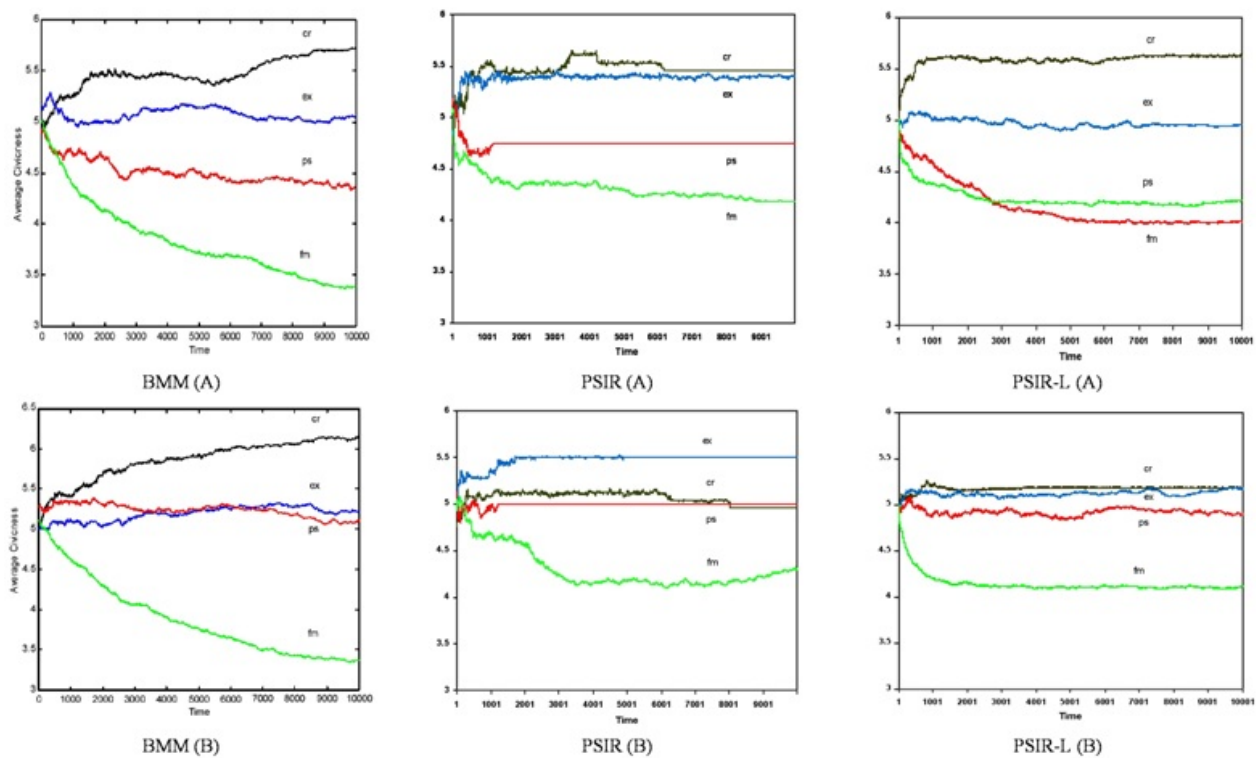 6
5.5
5
4.5
4
3.5
3
Average Civicness
cr
ex
ps
fm
0 1000 2000 3000 4000 5000 6000 7000 8000 9000 10000
Time
BMM (A)
6
5.5
5
4.5
4
3.5
3
cr
ex
ps
fm
1 1001 2001 3001 4001 5001 6001 7001 8001 9001
Time
PSIR (A)
6
5.5
5
4.5
4
3.5
3
cr
ex
ps
fm
1 1001 2001 3001 4001 5001 6001 7001 8001 9001 10001
Time
PSIR-L (A)
6.5
6
5.5
5
4.5
4
3.5
3
Average Civicness
cr
ex
ps
fm
0 1000 2000 3000 4000 5000 6000 7000 8000 9000 10000
Time
BMM (B)
6
5.5
5
4.5
4
3.5
3
ex
cr
ps
fm
1 1001 2001 3001 4001 5001 6001 7001 8001 9001
Time
PSIR (B)
6
5.5
5
4.5
4
3.5
3
cr
ex
ps
fm
1 1001 2001 3001 4001 5001 6001 7001 8001 9001 10001
Time
PSIR-L (B)